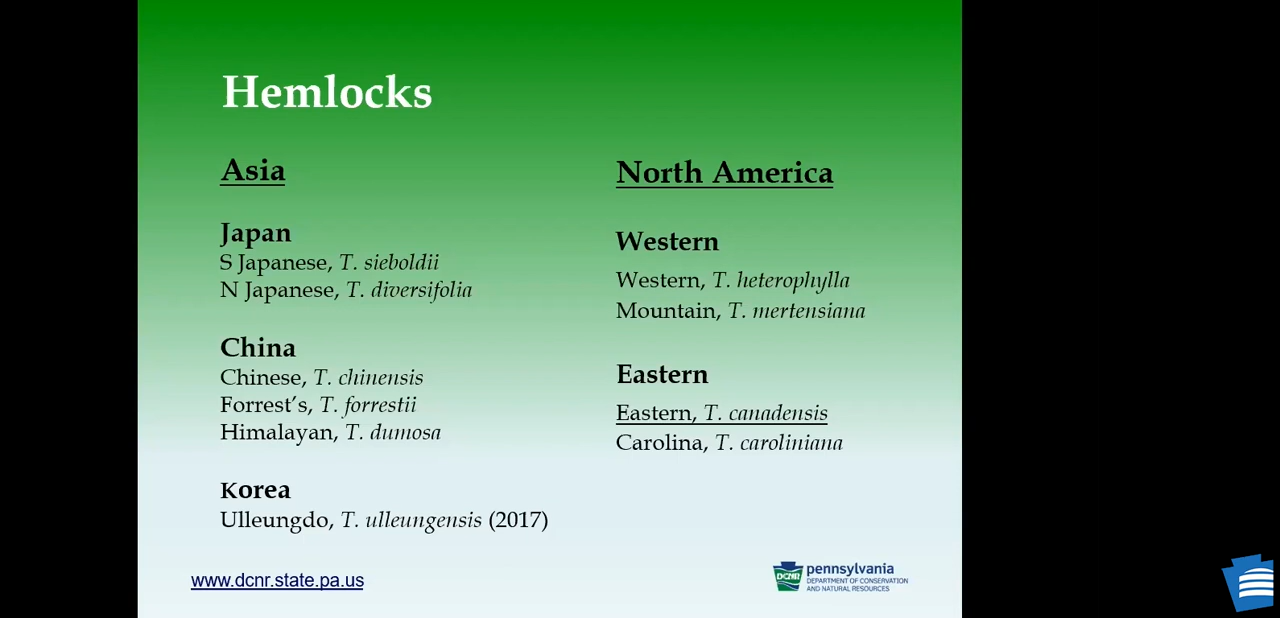 Hemlocks
Asia
Japan
S Japanese, T. sieboldii
N Japanese, T. diversifolia
China
Chinese, T. chinensis
Forrest’s, T. forrestii
Himalayan, T. dumosa
Korea
Ulleungdo, T. ulleungensis (2017)
North America
Western
Western, T. heterophylla
Mountain, T. mertensiana
Eastern
Eastern, T. canadensis
Carolina, T. caroliniana
www.dcnr.state.pa.us
DCNR
pennsylvania
DEPARTMENT OF CONSERVATION
AND NATURAL RESOURCES